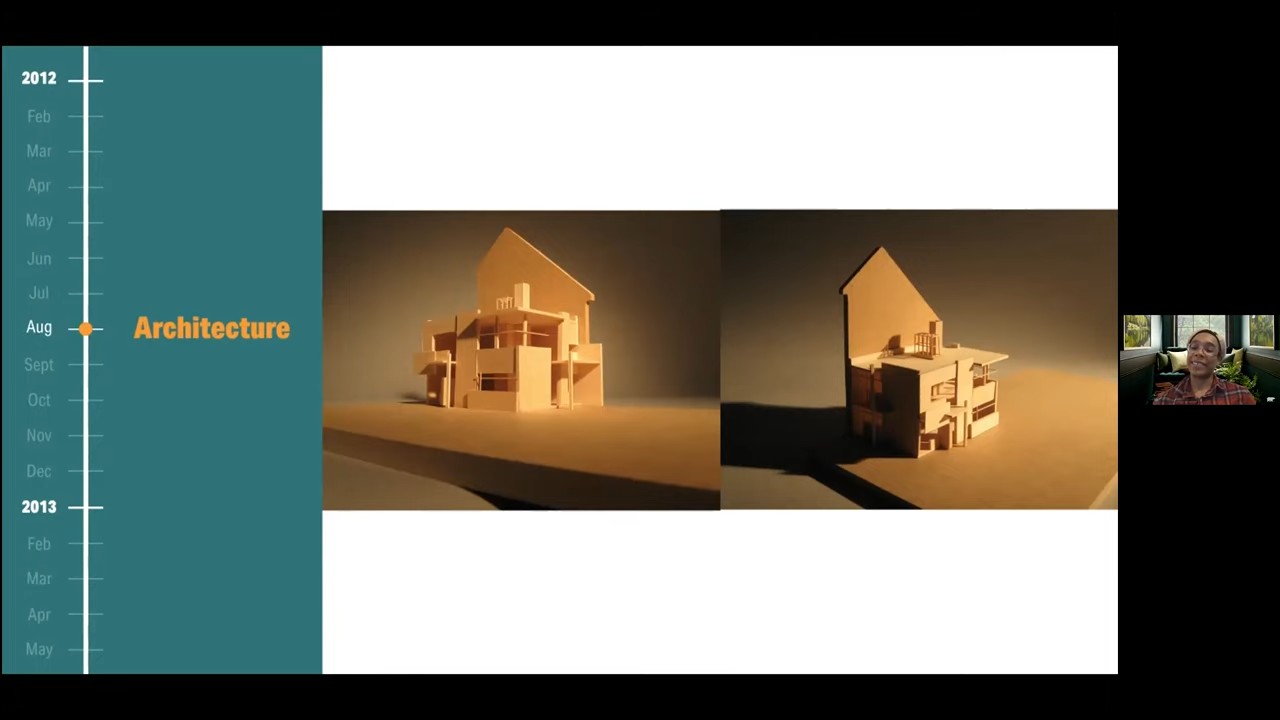 2012
Feb
Mar
Apr
May
Jun
Jul
Aug
Architecture
Sept
Oct
Nov
Dec
2013
Feb
Mar
Apr
May